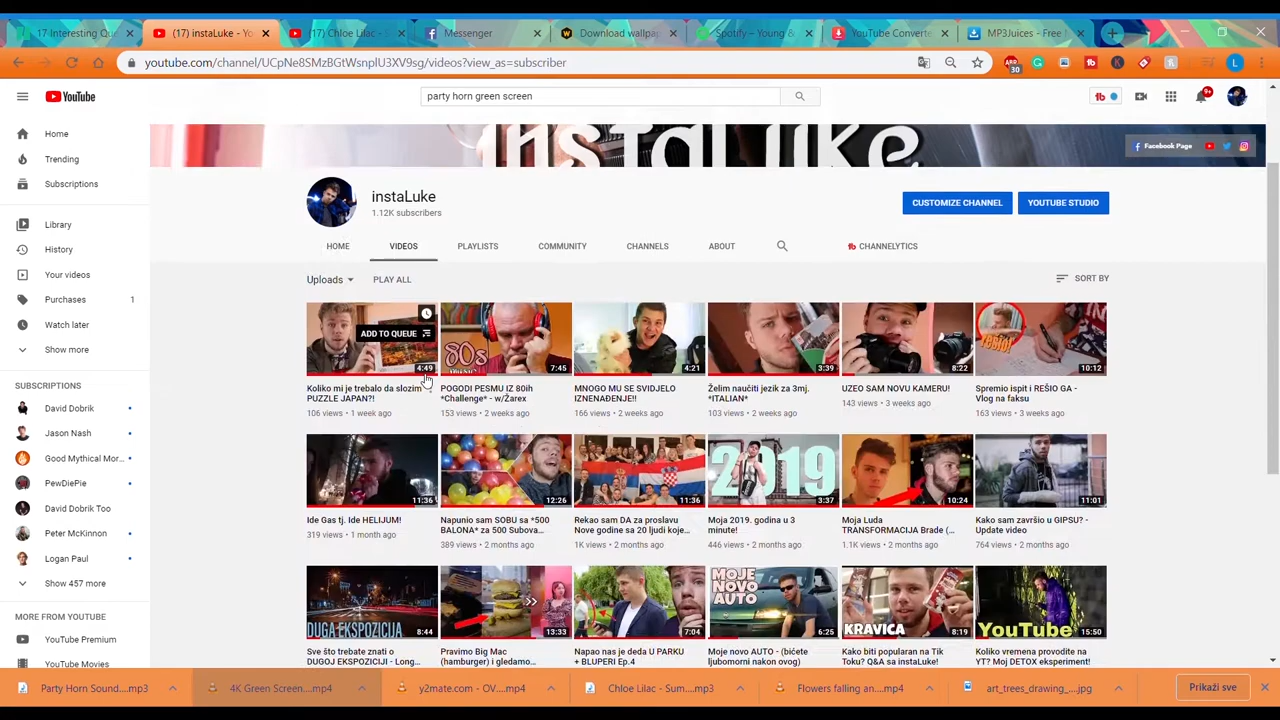 17 Interesting Qu
(17) instaLuke - Yo
(17) Chloe Lilac - S
Messenger
Download wallpa
Spotify – Young &
YouTube Converte
MP3Juices - Free
youtube.com/channel/UCpNe8SMzBGtWsnplU3XV9sg/videos?view_as=subscriber
30
L
YouTube
party horn green screen
tb
9+
Home
Trending
Subscriptions
Library
History
Your videos
Purchases 1
Watch later
Show more
SUBSCRIPTIONS
David Dobrik
Jason Nash
Good Mythical Mor...
PewDiePie
David Dobrik Too
Peter McKinnon
Logan Paul
Show 457 more
MORE FROM YOUTUBE
YouTube Premium
YouTube Movies
instaLuke
Facebook Page
instaLuke
1.12K subscribers
CUSTOMIZE CHANNEL
YOUTUBE STUDIO
HOME VIDEOS PLAYLISTS COMMUNITY CHANNELS ABOUT CHANNELYTICS
Uploads PLAY ALL SORT BY
ADD TO QUEUE
4:49
80s
7:45
4:21
3:39
8:22
10:12
Koliko mi je trebalo da slozim
PUZZLE JAPAN?!
106 views • 1 week ago
POGODI PESMU IZ 80ih
*Challenge* - w/Žarex
153 views • 2 weeks ago
MNOGO MU SE SVIDJELO
IZNENAĐENJE!!
166 views • 2 weeks ago
Želim naučiti jezik za 3mj.
*ITALIAN*
103 views • 2 weeks ago
UZEO SAM NOVU KAMERU!
143 views • 3 weeks ago
Spremio ispit i REŠIO GA -
Vlog na faksu
163 views • 3 weeks ago
11:36
12:26
11:36
2019
3:37
10:24
11:01
Ide Gas tj. Ide HELIJUM!
319 views • 1 month ago
Napunio sam SOBU sa *500
BALONA* za 500 Subova...
389 views • 2 months ago
Rekao sam DA za proslavu
Nove godine sa 20 ljudi koje...
1K views • 2 months ago
Moja 2019. godina u 3
minute!
446 views • 2 months ago
Moja Luda
TRANSFORMACIJA Brade (...
1.1K views • 2 months ago
Kako sam završio u GIPSU? -
Update video
764 views • 2 months ago
DUGA EKSPOZICIJA
8:44
13:33
7:04
MOJE
NOVO
AUTO
6:25
KRAVICA
8:19
YouTube
15:50
Sve što trebate znati o
DUGOJ EKSPOZICIJI - Long...
Pravimo Big Mac
(hamburger) i gledamo...
Napao nas je deda U PARKU
+ BLUPERI Ep.4
Moje novo AUTO - (bićete
ljubomorni nakon ovog)
Kako biti popularan na Tik
Toku? Q&A sa instaLuke!
Koliko vremena provodite na
YT? Moj DETOX eksperiment!
Party Horn Sound....mp3
4K Green Screen....mp4
y2mate.com - OV....mp4
Chloe Lilac - Sum....mp3
Flowers falling an....mp4
art_trees_drawing_....jpg
Prikaži sve